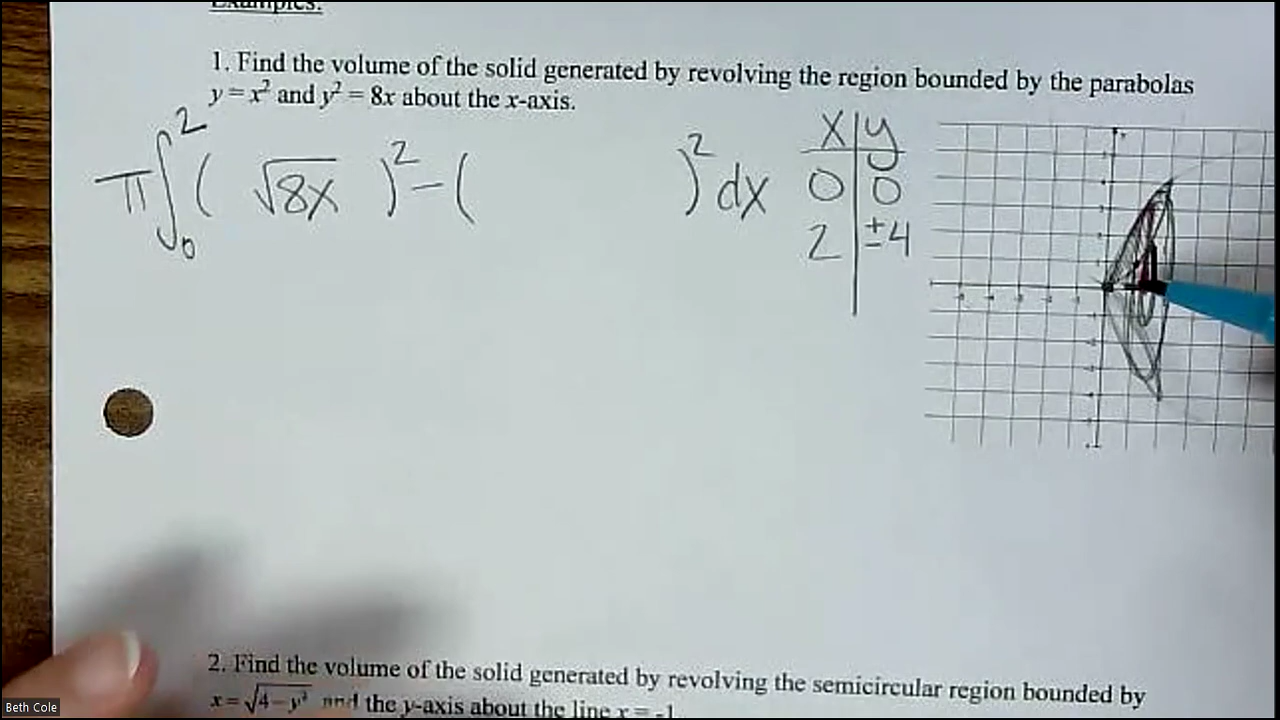 Examples:
1. Find the volume of the solid generated by revolving the region bounded by the parabolas
y = x² and y² = 8x about the x-axis.
π∫₀² ( √8x )² − ( )² dx
x | y
0 | 0
2 | ±4
2. Find the volume of the solid generated by revolving the semicircular region bounded by
x = √4 − y² and the y-axis about the line x = -1
Beth Cole